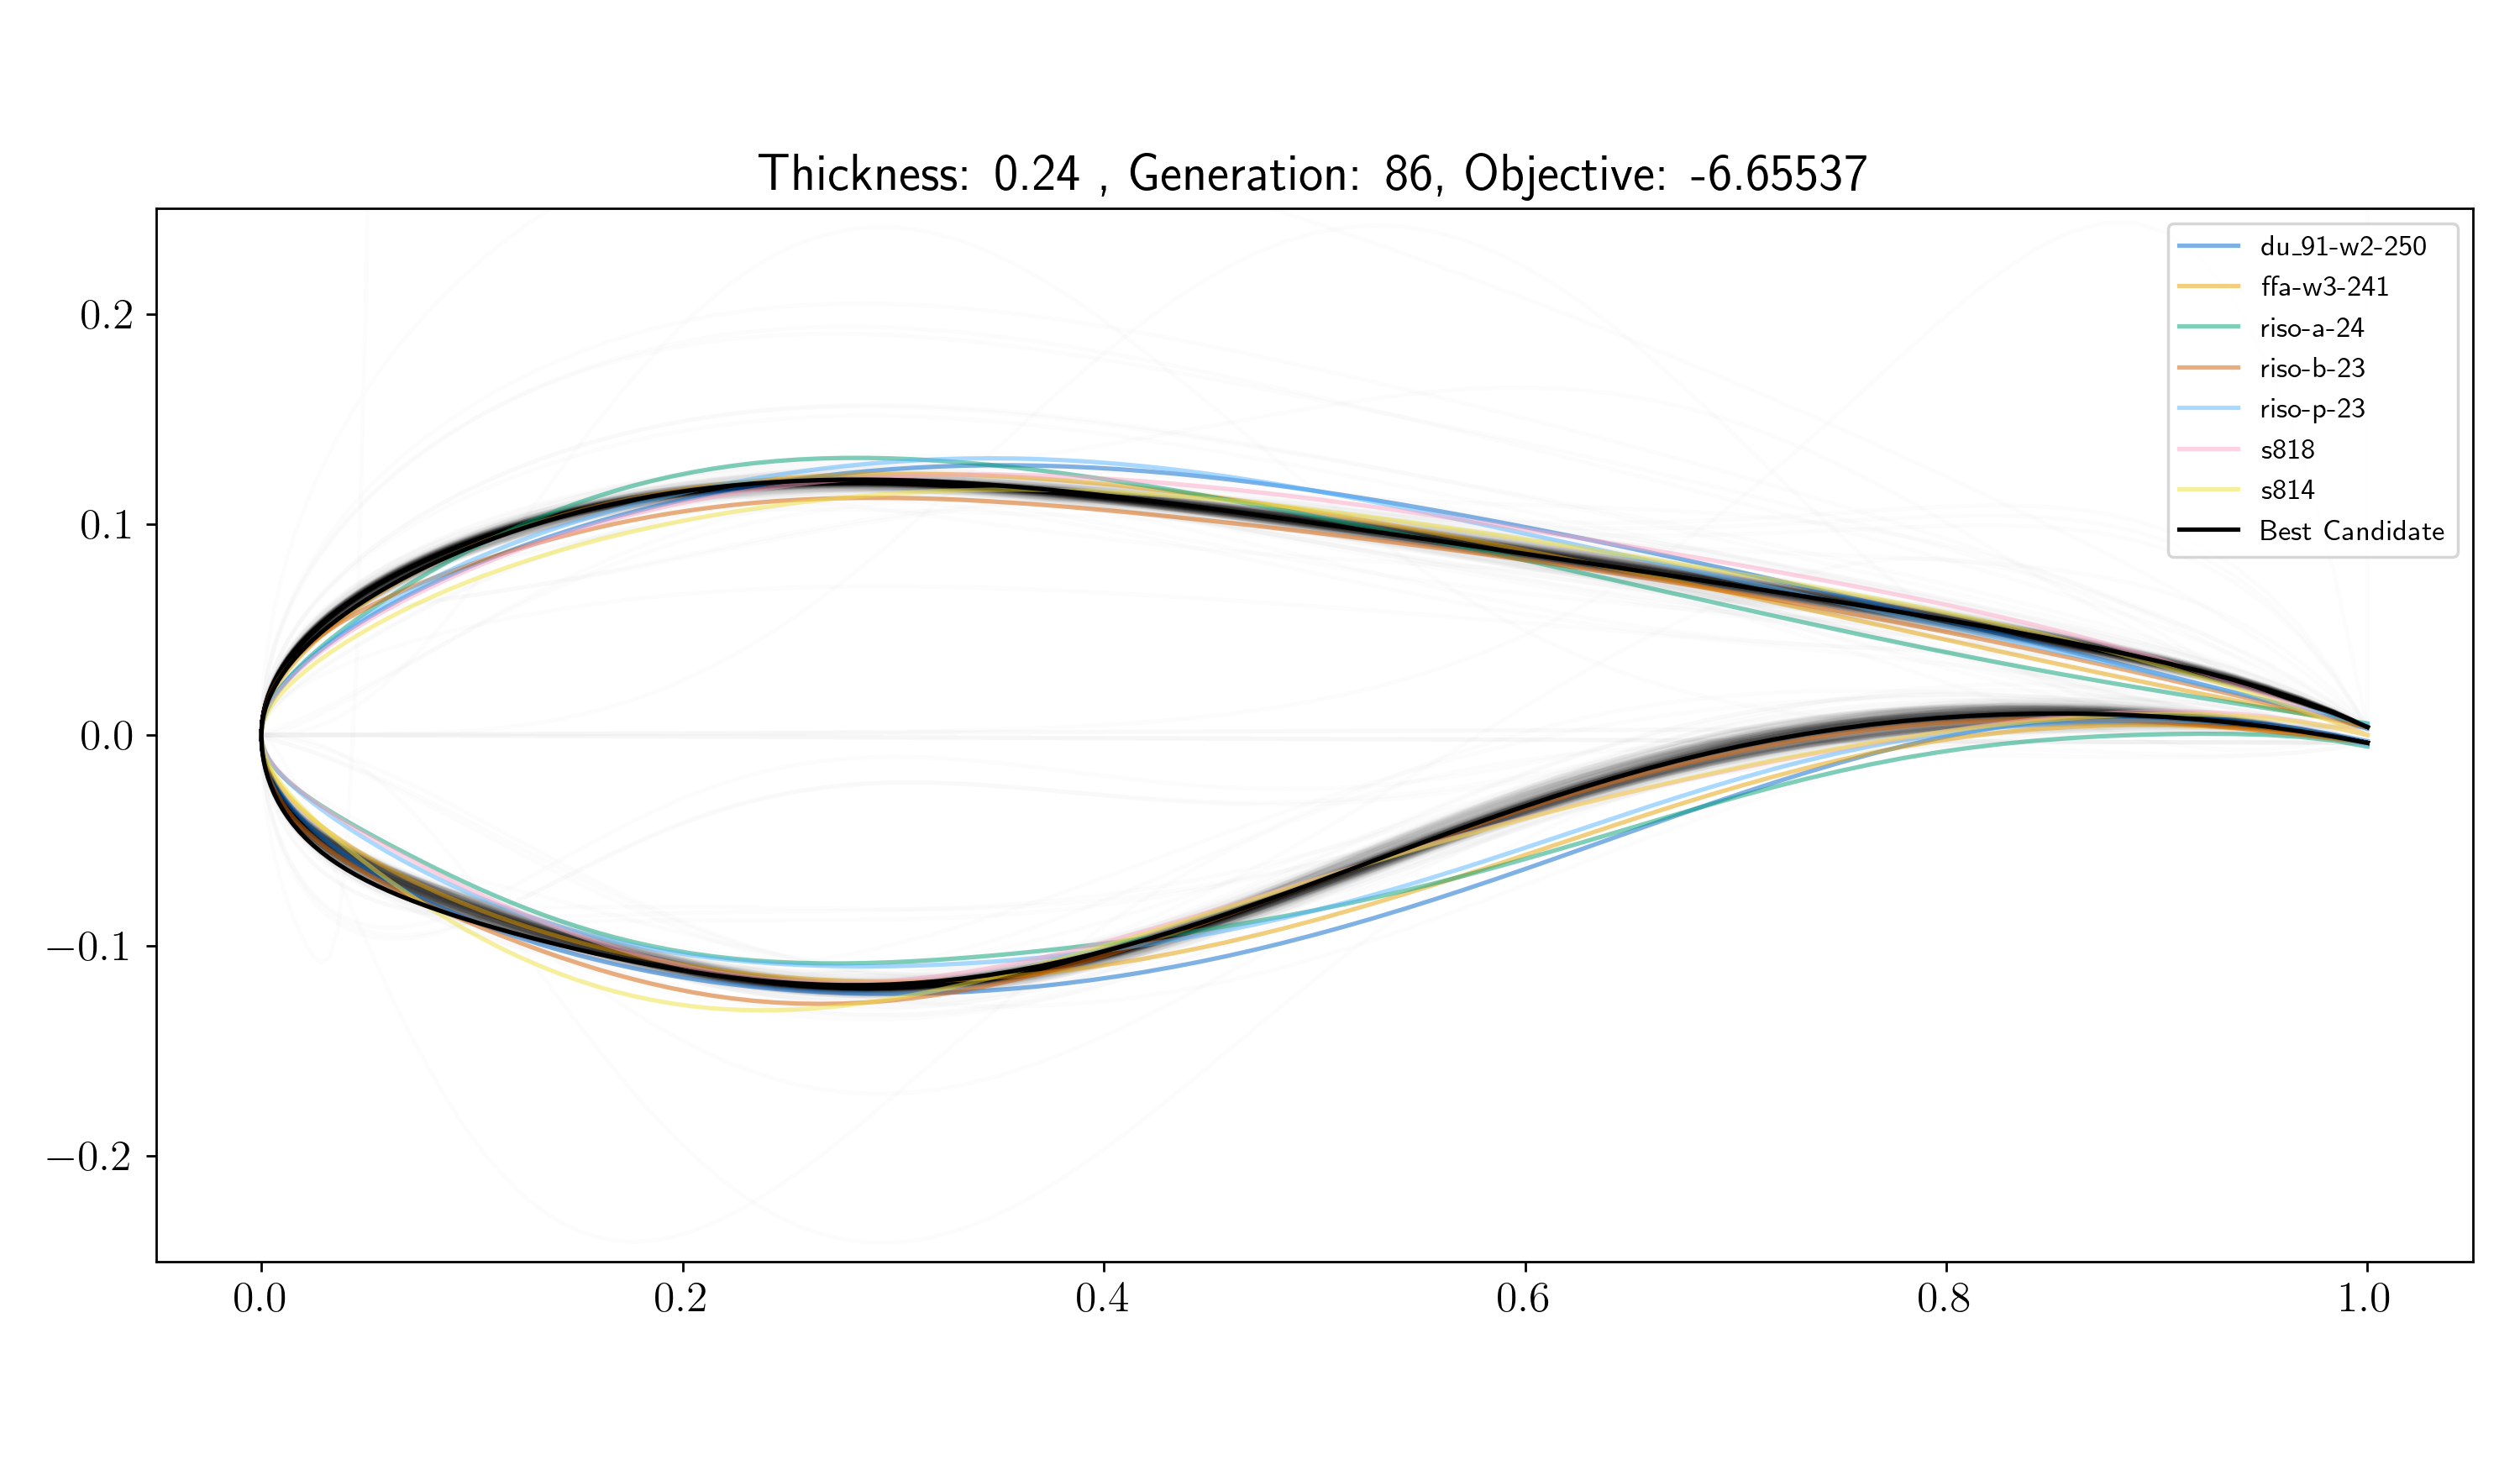 Thickness: 0.24 , Generation: 86, Objective: -6.65537
du_91-w2-250
ffa-w3-241
riso-a-24
riso-b-23
riso-p-23
s818
s814
Best Candidate
0.2
0.1
0.0
−0.1
−0.2
0.0 0.2 0.4 0.6 0.8 1.0